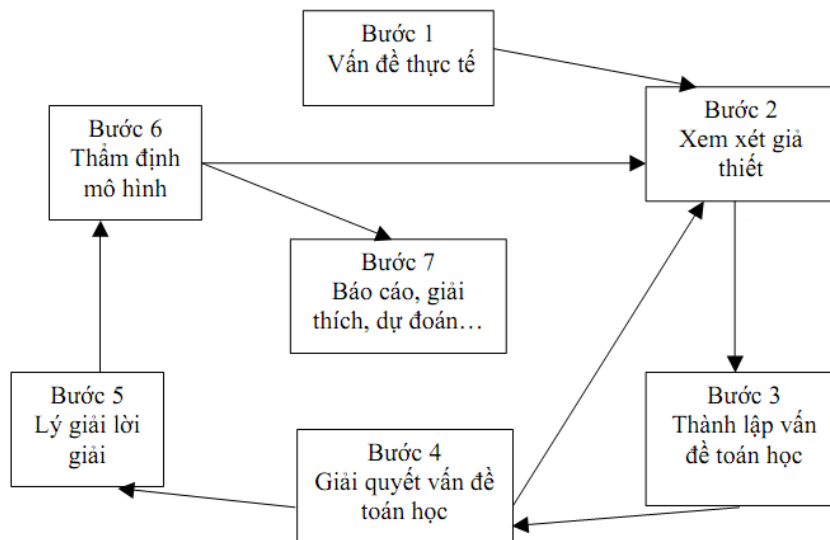 Bước 1
Vấn đề thực tế
Bước 2
Xem xét giả
thiết
Bước 6
Thẩm định
mô hình
Bước 7
Báo cáo, giải
thích, dự đoán…
Bước 5
Lý giải lời
giải
Bước 4
Giải quyết vấn đề
toán học
Bước 3
Thành lập vấn
đề toán học